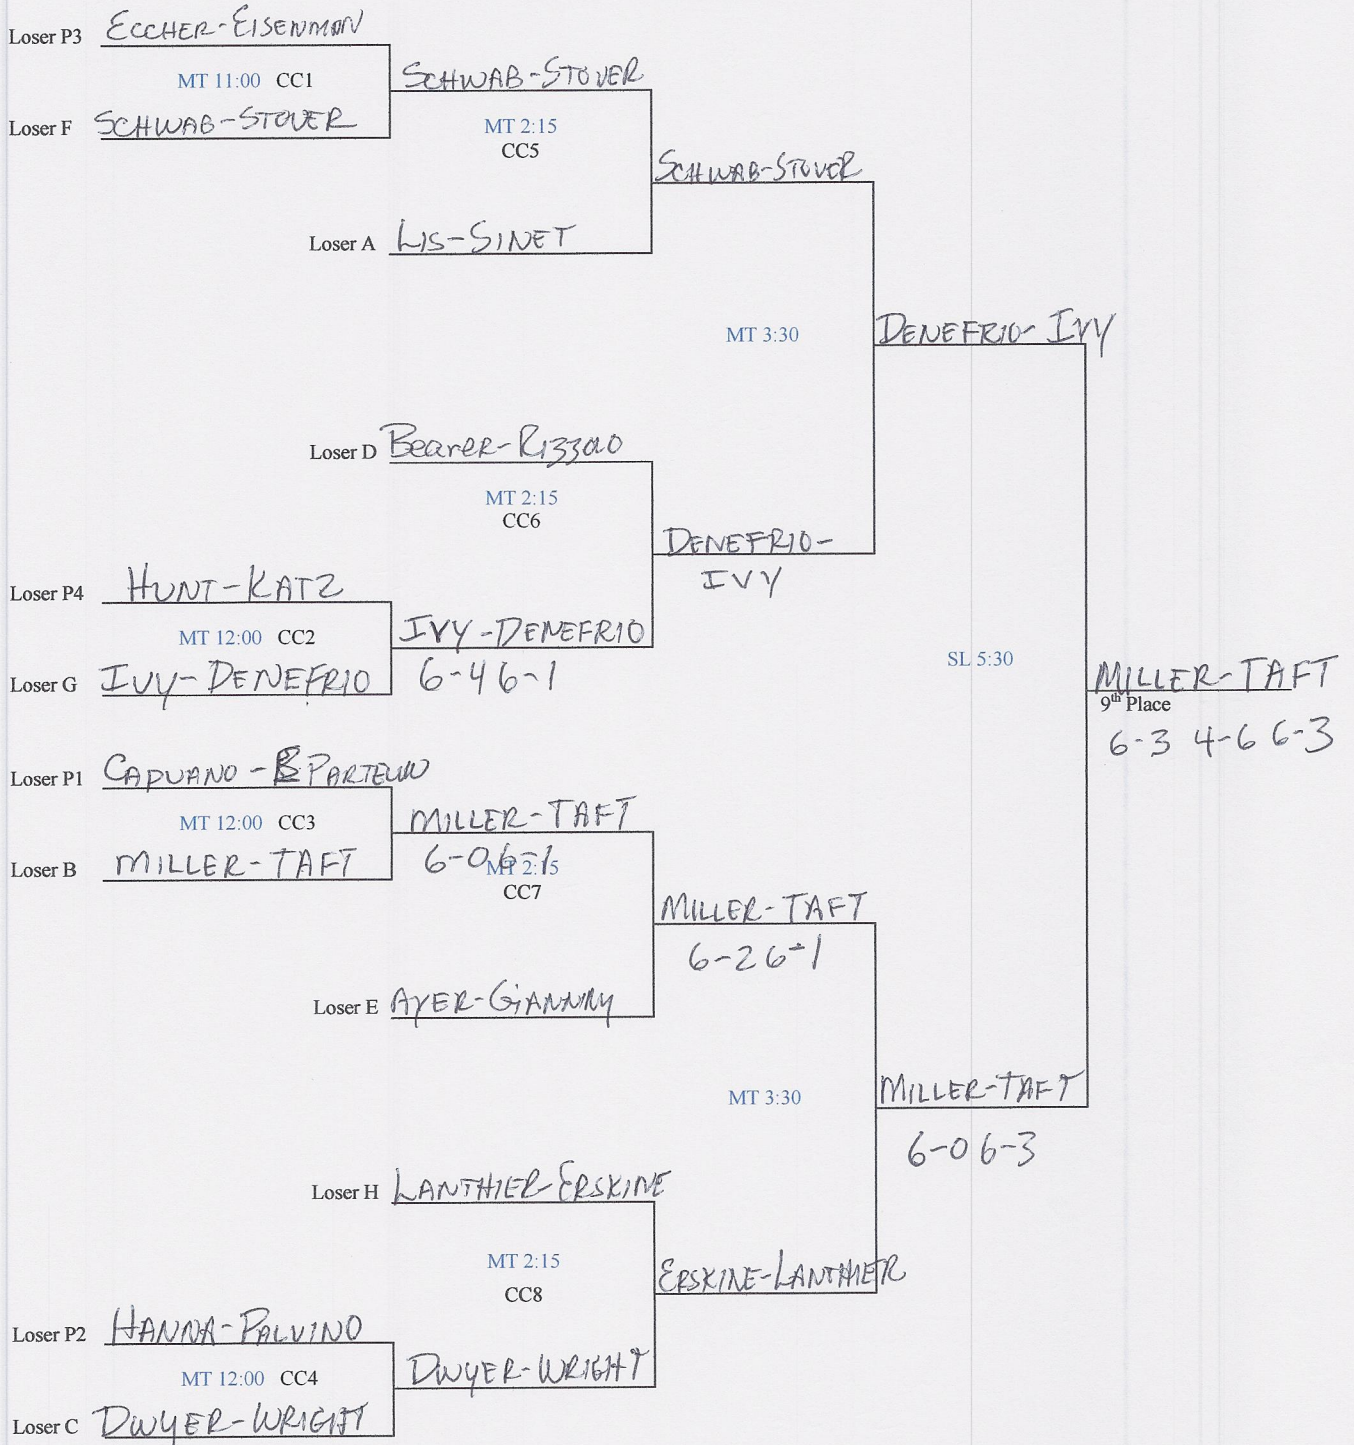 Loser P3 ECCHER-EISENMAN
MT 11:00 CC1
SCHWAB-STOVER
Loser F SCHWAB-STOVER
MT 2:15
CC5
SCHWAB-STOVER
Loser A LIS-SINET
MT 3:30
DENEFRIO-IVY
Loser D Bearer-Rizzolo
MT 2:15
CC6
DENEFRIO-
IVY
Loser P4 HUNT-KATZ
MT 12:00 CC2
IVY-DENEFRIO
Loser G IVY-DENEFRIO
6-4 6-1
SL 5:30
MILLER-TAFT
9th Place
6-3 4-6 6-3
Loser P1 CAPUANO-
MT 12:00 CC3
MILLER-TAFT
Loser B MILLER-TAFT
6-0 6-1
MT 2:15
CC7
MILLER-TAFT
6-2 6-1
Loser E AYER-
MT 3:30
MILLER-TAFT
6-0 6-3
Loser H LANTHIER-ERSKINE
MT 2:15
CC8
ERSKINE-LANTHIER
Loser P2 HANNA-PALVINO
MT 12:00 CC4
DWYER-WRIGHT
Loser C DWYER-WRIGHT